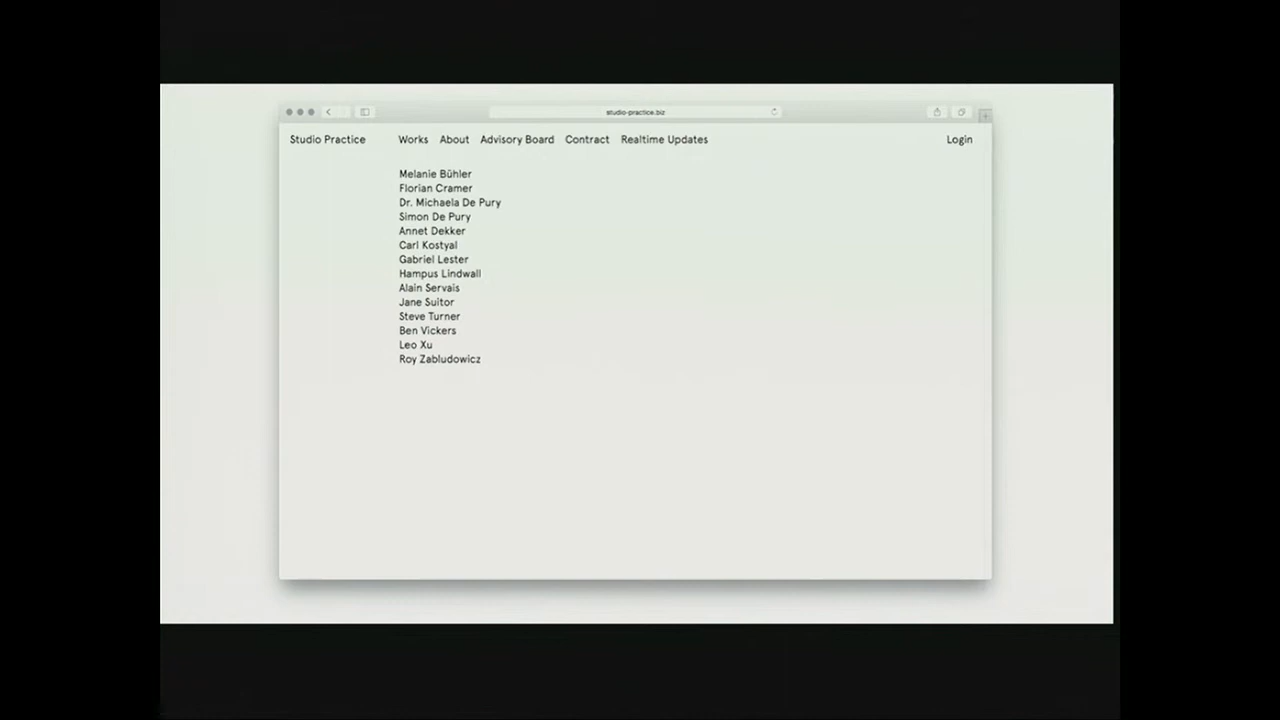 studio-practice.biz
Studio Practice Works About Advisory Board Contract Realtime Updates Login
Melanie Bühler
Florian Cramer
Dr. Michaela De Pury
Simon De Pury
Annet Dekker
Carl Kostyal
Gabriel Lester
Hampus Lindwall
Alain Servais
Jane Suitor
Steve Turner
Ben Vickers
Leo Xu
Roy Zabludowicz